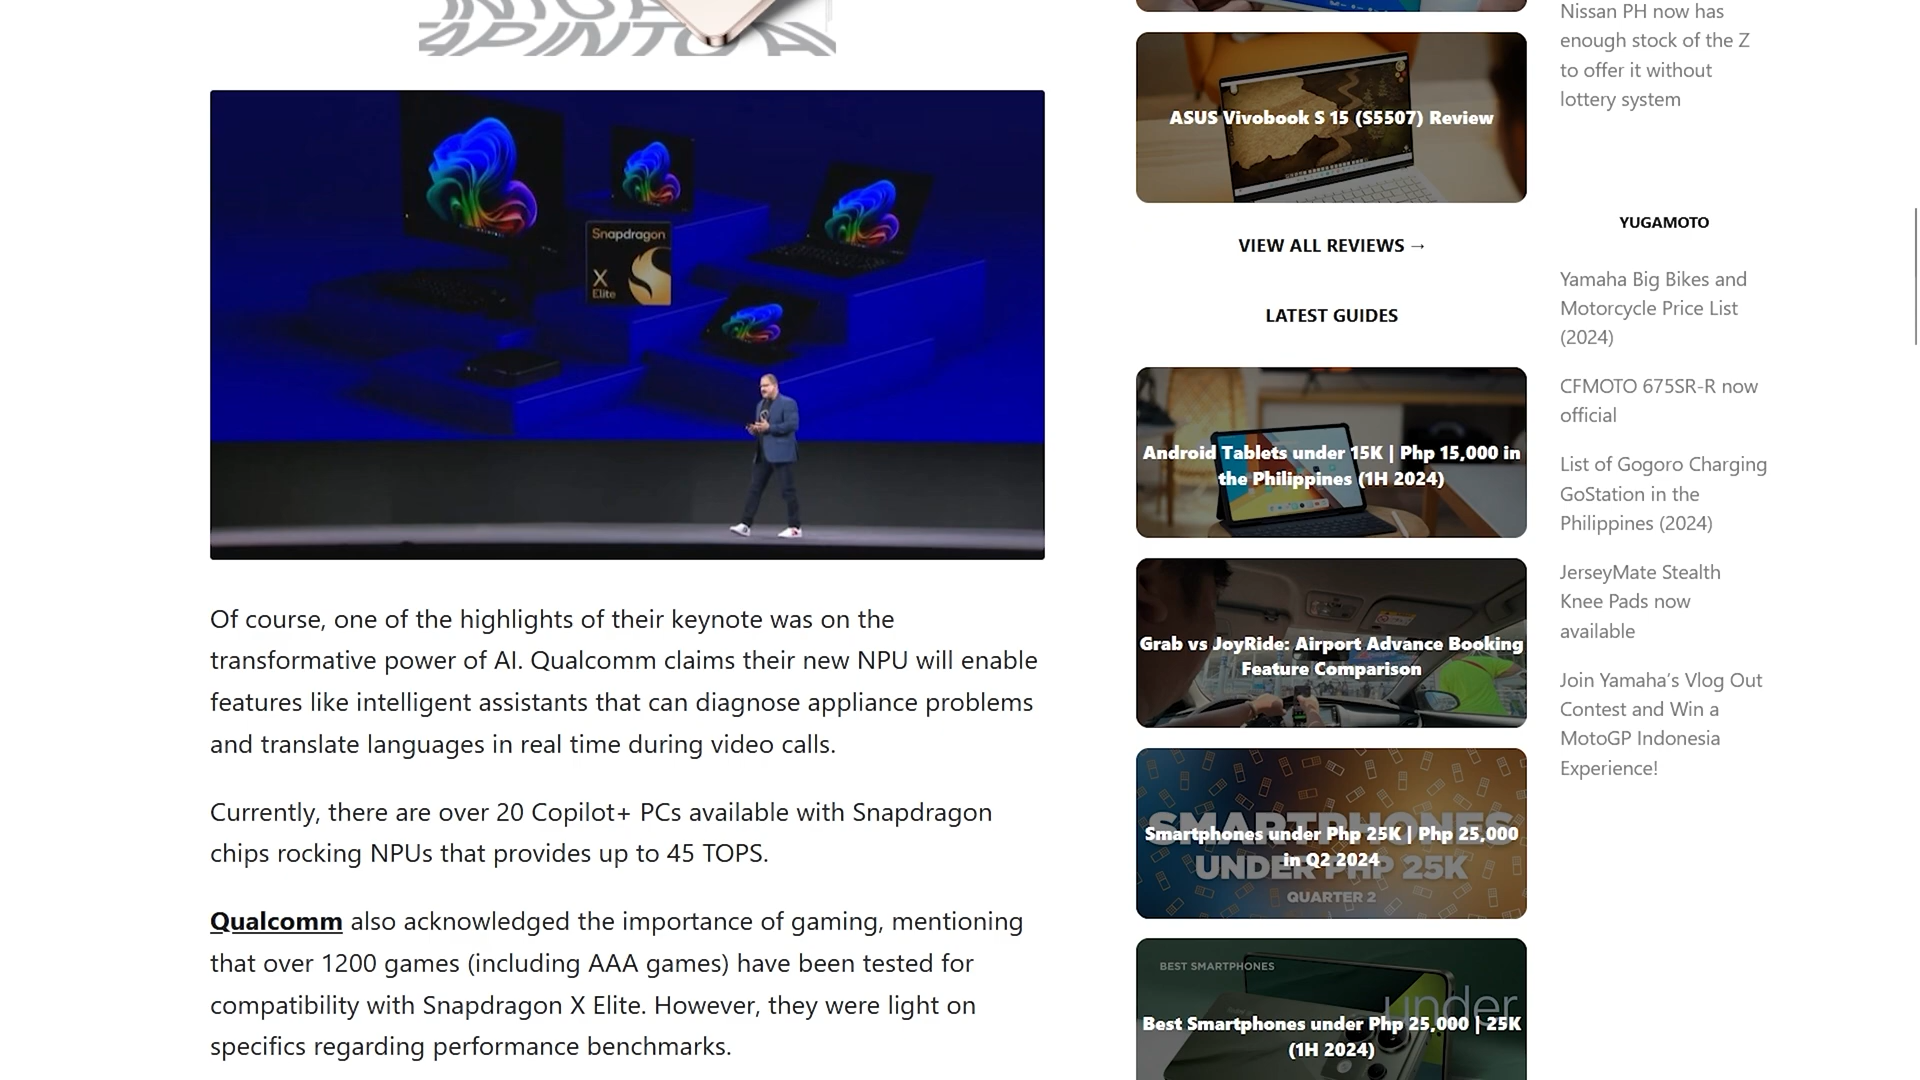 Snapdragon
X
Elite
Of course, one of the highlights of their keynote was on the
transformative power of AI. Qualcomm claims their new NPU will enable
features like intelligent assistants that can diagnose appliance problems
and translate languages in real time during video calls.
Currently, there are over 20 Copilot+ PCs available with Snapdragon
chips rocking NPUs that provides up to 45 TOPS.
Qualcomm also acknowledged the importance of gaming, mentioning
that over 1200 games (including AAA games) have been tested for
compatibility with Snapdragon X Elite. However, they were light on
specifics regarding performance benchmarks.
ASUS Vivobook S 15 (S5507) Review
VIEW ALL REVIEWS →
LATEST GUIDES
Android Tablets under 15K | Php 15,000 in
the Philippines (1H 2024)
Grab vs JoyRide: Airport Advance Booking
Feature Comparison
SMARTPHONES
Smartphones under Php 25K | Php 25,000
in Q2 2024
UNDER PHP 25K
QUARTER 2
BEST SMARTPHONES
under
Best Smartphones under Php 25,000 | 25K
(1H 2024)
Nissan PH now has
enough stock of the Z
to offer it without
lottery system
YUGAMOTO
Yamaha Big Bikes and
Motorcycle Price List
(2024)
CFMOTO 675SR-R now
official
List of Gogoro Charging
GoStation in the
Philippines (2024)
JerseyMate Stealth
Knee Pads now
available
Join Yamaha’s Vlog Out
Contest and Win a
MotoGP Indonesia
Experience!